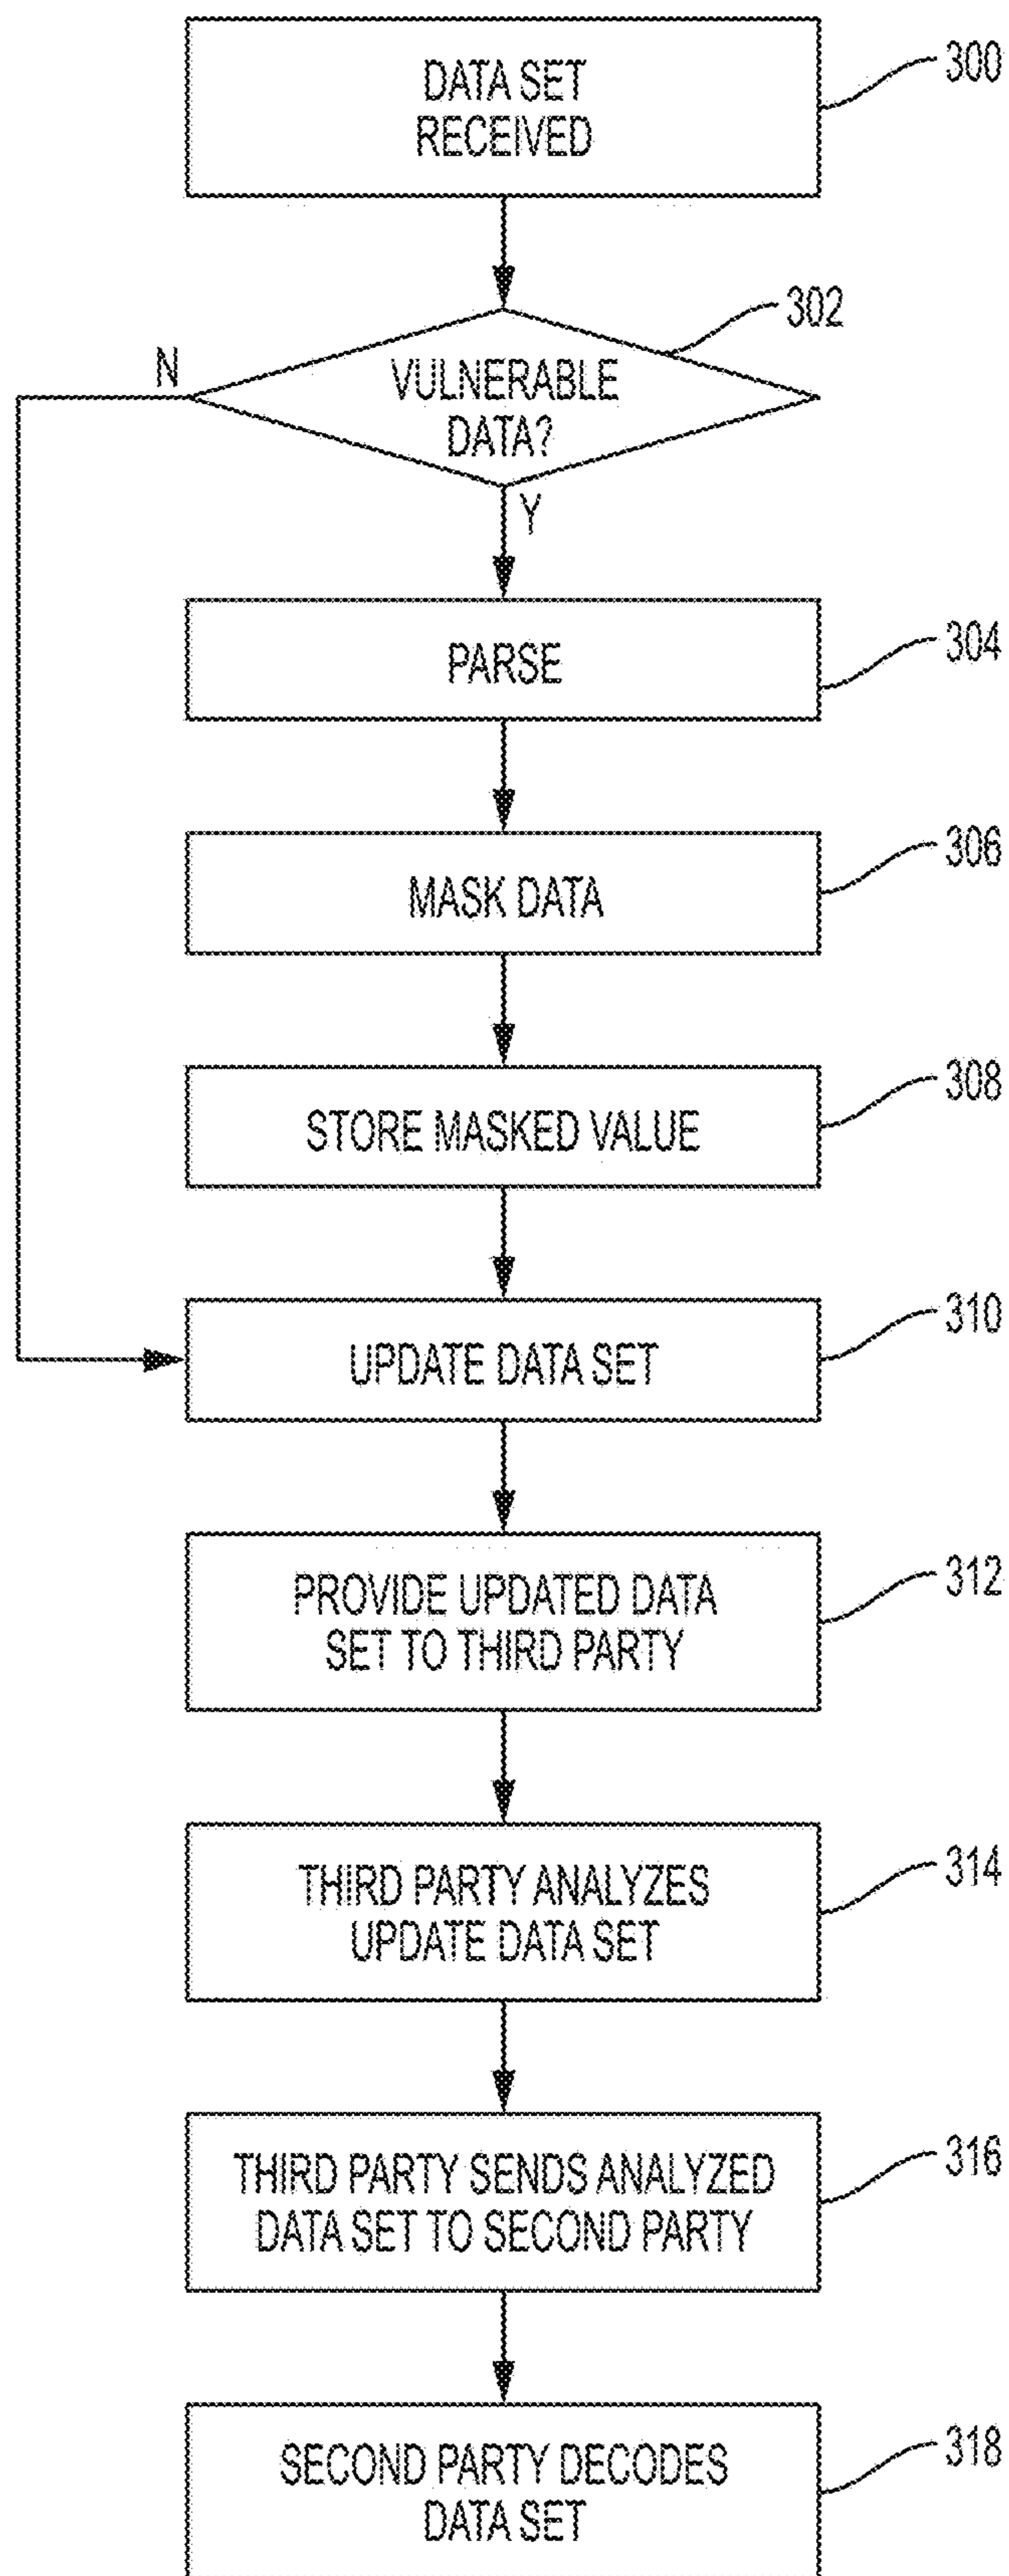 DATA SET
RECEIVED
300
302
N
VULNERABLE
DATA?
Y
PARSE
304
MASK DATA
306
STORE MASKED VALUE
308
UPDATE DATA SET
310
PROVIDE UPDATED DATA
SET TO THIRD PARTY
312
THIRD PARTY ANALYZES
UPDATE DATA SET
314
THIRD PARTY SENDS ANALYZED
DATA SET TO SECOND PARTY
316
SECOND PARTY DECODES
DATA SET
318